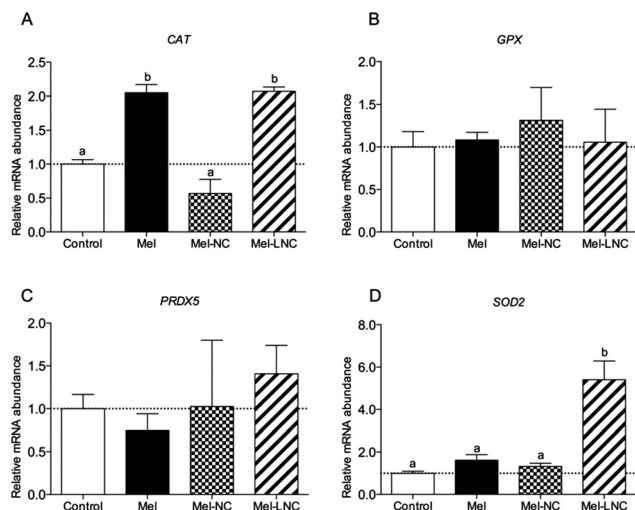 A
CAT
Relative mRNA abundance
2.5
2.0
1.5
1.0
0.5
0.0
a
b
a
b
Control Mel Mel-NC Mel-LNC
B
GPX
Relative mRNA abundance
2.0
1.5
1.0
0.5
0.0
Control Mel Mel-NC Mel-LNC
C
PRDX5
Relative mRNA abundance
2.0
1.5
1.0
0.5
0.0
Control Mel Mel-NC Mel-LNC
D
SOD2
Relative mRNA abundance
8.0
6.0
4.0
2.0
0.0
a
a
a
b
Control Mel Mel-NC Mel-LNC